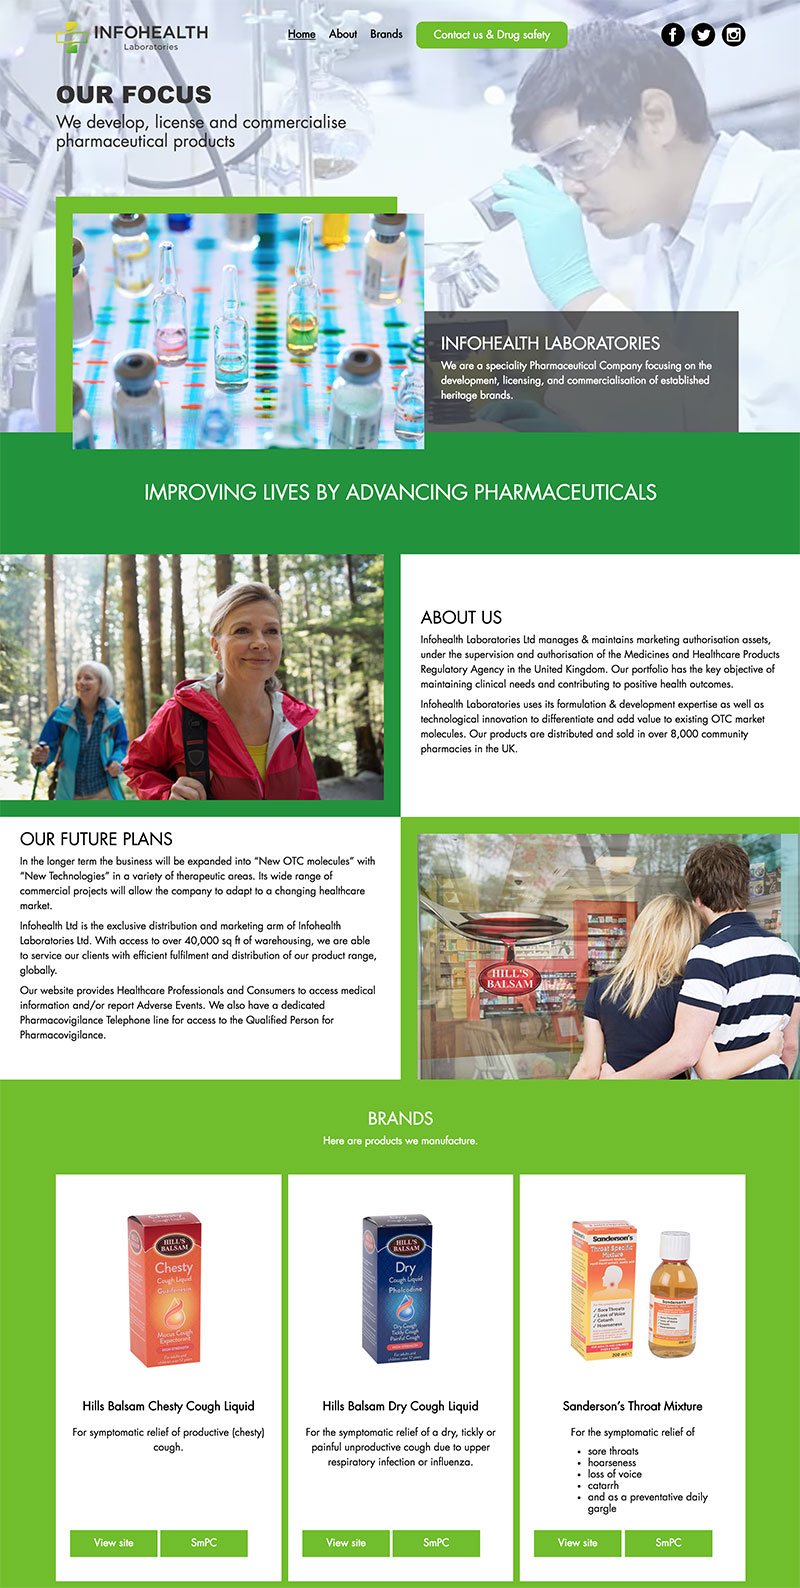 INFOHEALTH
Laboratories
Home About Brands Contact us & Drug safety
OUR FOCUS
We develop, license and commercialise
pharmaceutical products
INFOHEALTH LABORATORIES
We are a speciality Pharmaceutical Company focusing on the
development, licensing, and commercialisation of established
heritage brands.
IMPROVING LIVES BY ADVANCING PHARMACEUTICALS
ABOUT US
Infohealth Laboratories Ltd manages & maintains marketing authorisation assets,
under the supervision and authorisation of the Medicines and Healthcare Products
Regulatory Agency in the United Kingdom. Our portfolio has the key objective of
maintaining clinical needs and contributing to positive health outcomes.
Infohealth Laboratories uses its formulation & development expertise as well as
technological innovation to differentiate and add value to existing OTC market
molecules. Our products are distributed and sold in over 8,000 community
pharmacies in the UK.
OUR FUTURE PLANS
In the longer term the business will be expanded into “New OTC molecules” with
“New Technologies” in a variety of therapeutic areas. Its wide range of
commercial projects will allow the company to adapt to a changing healthcare
market.
Infohealth Ltd is the exclusive distribution and marketing arm of Infohealth
Laboratories Ltd. With access to over 40,000 sq ft of warehousing, we are able
to service our clients with efficient fulfilment and distribution of our product range,
globally.
Our website provides Healthcare Professionals and Consumers to access medical
information and/or report Adverse Events. We also have a dedicated
Pharmacovigilance Telephone line for access to the Qualified Person for
Pharmacovigilance.
HILL'S
BALSAM
BRANDS
Here are products we manufacture.
HILL'S
BALSAM
Chesty
Cough Liquid
Guaifenesin
Mucus Cough
Expectorant
Hills Balsam Chesty Cough Liquid
For symptomatic relief of productive (chesty)
cough.
View site SmPC
HILL'S
BALSAM
Dry
Cough Liquid
Pholcodine
Dry Cough
Tickly Cough
Painful Cough
Hills Balsam Dry Cough Liquid
For the symptomatic relief of a dry, tickly or
painful unproductive cough due to upper
respiratory infection or influenza.
View site SmPC
Sanderson's
Throat Specific
Mixture
Sore Throats
Loss of Voice
Catarrh
Hoarseness
200 ml
Sanderson's
Sanderson’s Throat Mixture
For the symptomatic relief of
• sore throats
• hoarseness
• loss of voice
• catarrh
• and as a preventative daily
gargle
View site SmPC